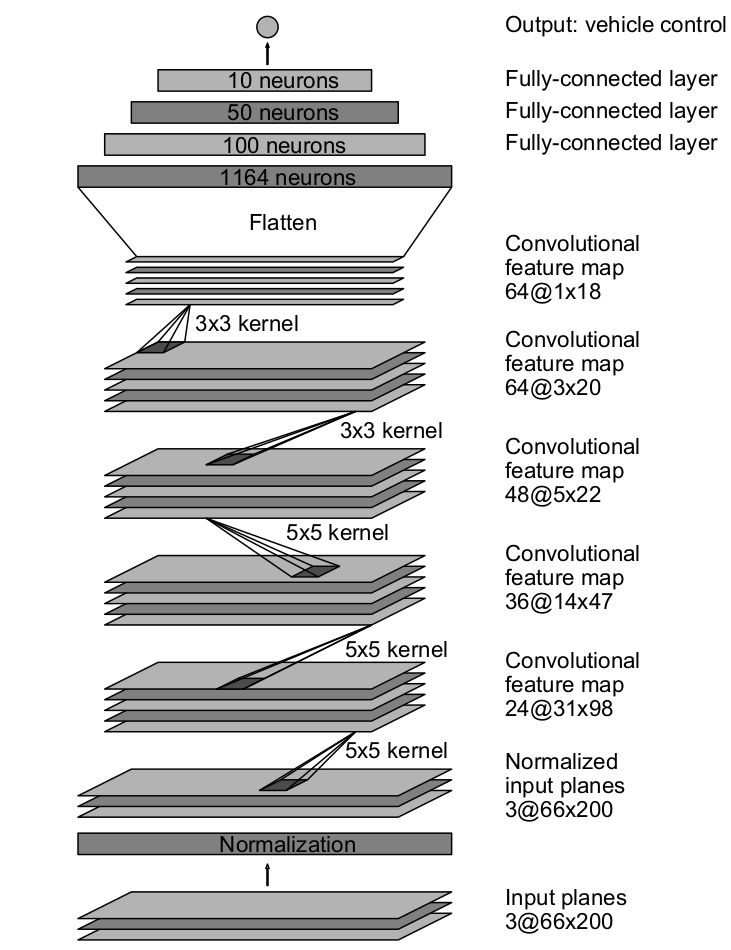 Output: vehicle control
10 neurons
Fully-connected layer
50 neurons
Fully-connected layer
100 neurons
Fully-connected layer
1164 neurons
Flatten
Convolutional
feature map
64@1x18
3x3 kernel
Convolutional
feature map
64@3x20
3x3 kernel
Convolutional
feature map
48@5x22
5x5 kernel
Convolutional
feature map
36@14x47
5x5 kernel
Convolutional
feature map
24@31x98
5x5 kernel
Normalized
input planes
3@66x200
Normalization
Input planes
3@66x200